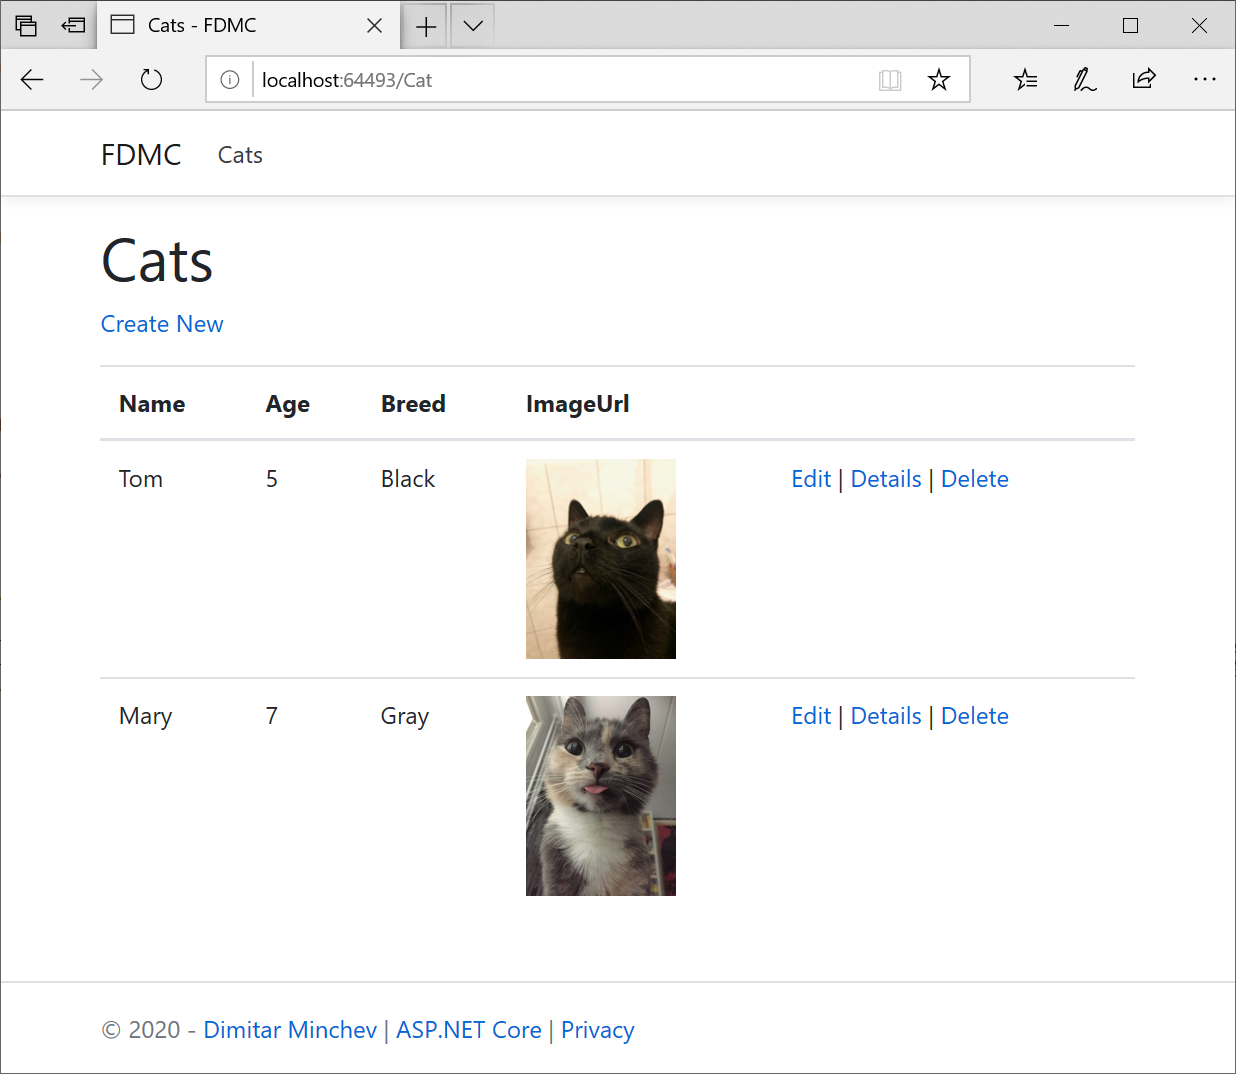 Cats - FDMC
localhost:64493/Cat
FDMC Cats
Cats
Create New
Name Age Breed ImageUrl
Tom 5 Black Edit | Details | Delete
Mary 7 Gray Edit | Details | Delete
© 2020 - Dimitar Minchev | ASP.NET Core | Privacy